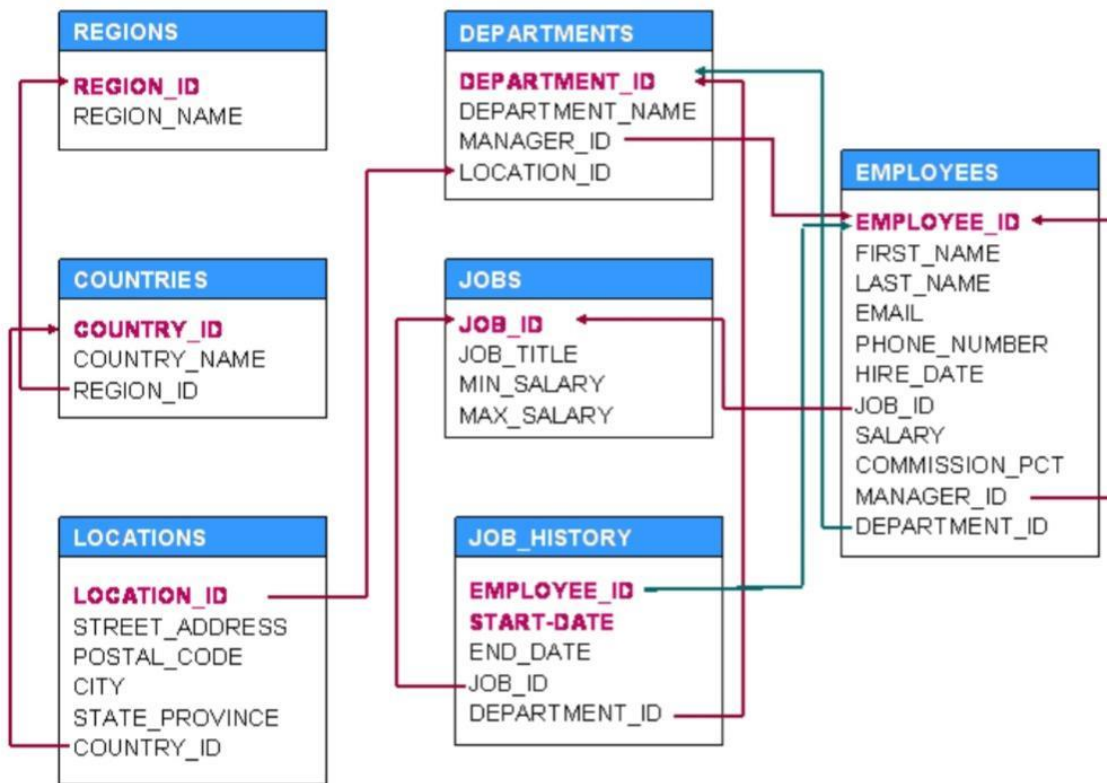 REGIONS
REGION_ID
REGION_NAME
DEPARTMENTS
DEPARTMENT_ID
DEPARTMENT_NAME
MANAGER_ID
LOCATION_ID
EMPLOYEES
EMPLOYEE_ID
FIRST_NAME
LAST_NAME
EMAIL
PHONE_NUMBER
HIRE_DATE
JOB_ID
SALARY
COMMISSION_PCT
MANAGER_ID
DEPARTMENT_ID
COUNTRIES
COUNTRY_ID
COUNTRY_NAME
REGION_ID
JOBS
JOB_ID
JOB_TITLE
MIN_SALARY
MAX_SALARY
LOCATIONS
LOCATION_ID
STREET_ADDRESS
POSTAL_CODE
CITY
STATE_PROVINCE
COUNTRY_ID
JOB_HISTORY
EMPLOYEE_ID
START-DATE
END_DATE
JOB_ID
DEPARTMENT_ID